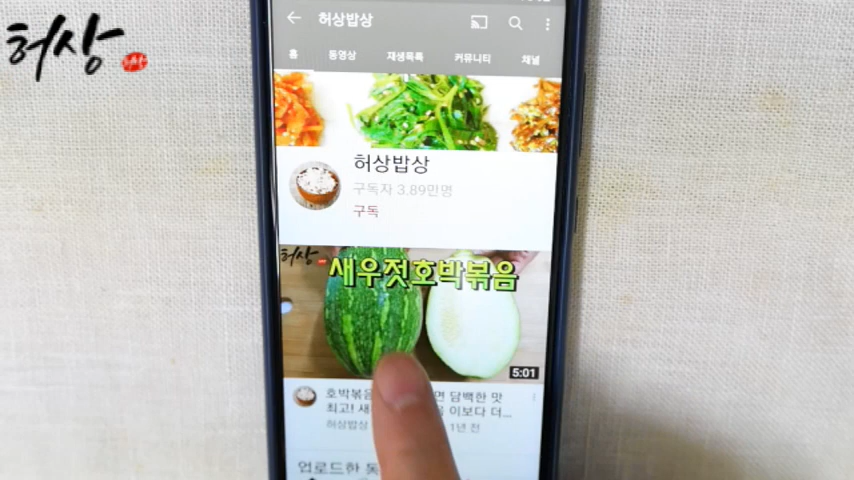 허상
허상밥상
홈 동영상 재생목록 커뮤니티 채널
허상밥상
구독자 3.89만명
구독
허상
새우젓호박볶음
5:01
호박볶음 면 담백한 맛
최고! 이보다 더...
허상밥상 1년 전
업로드한